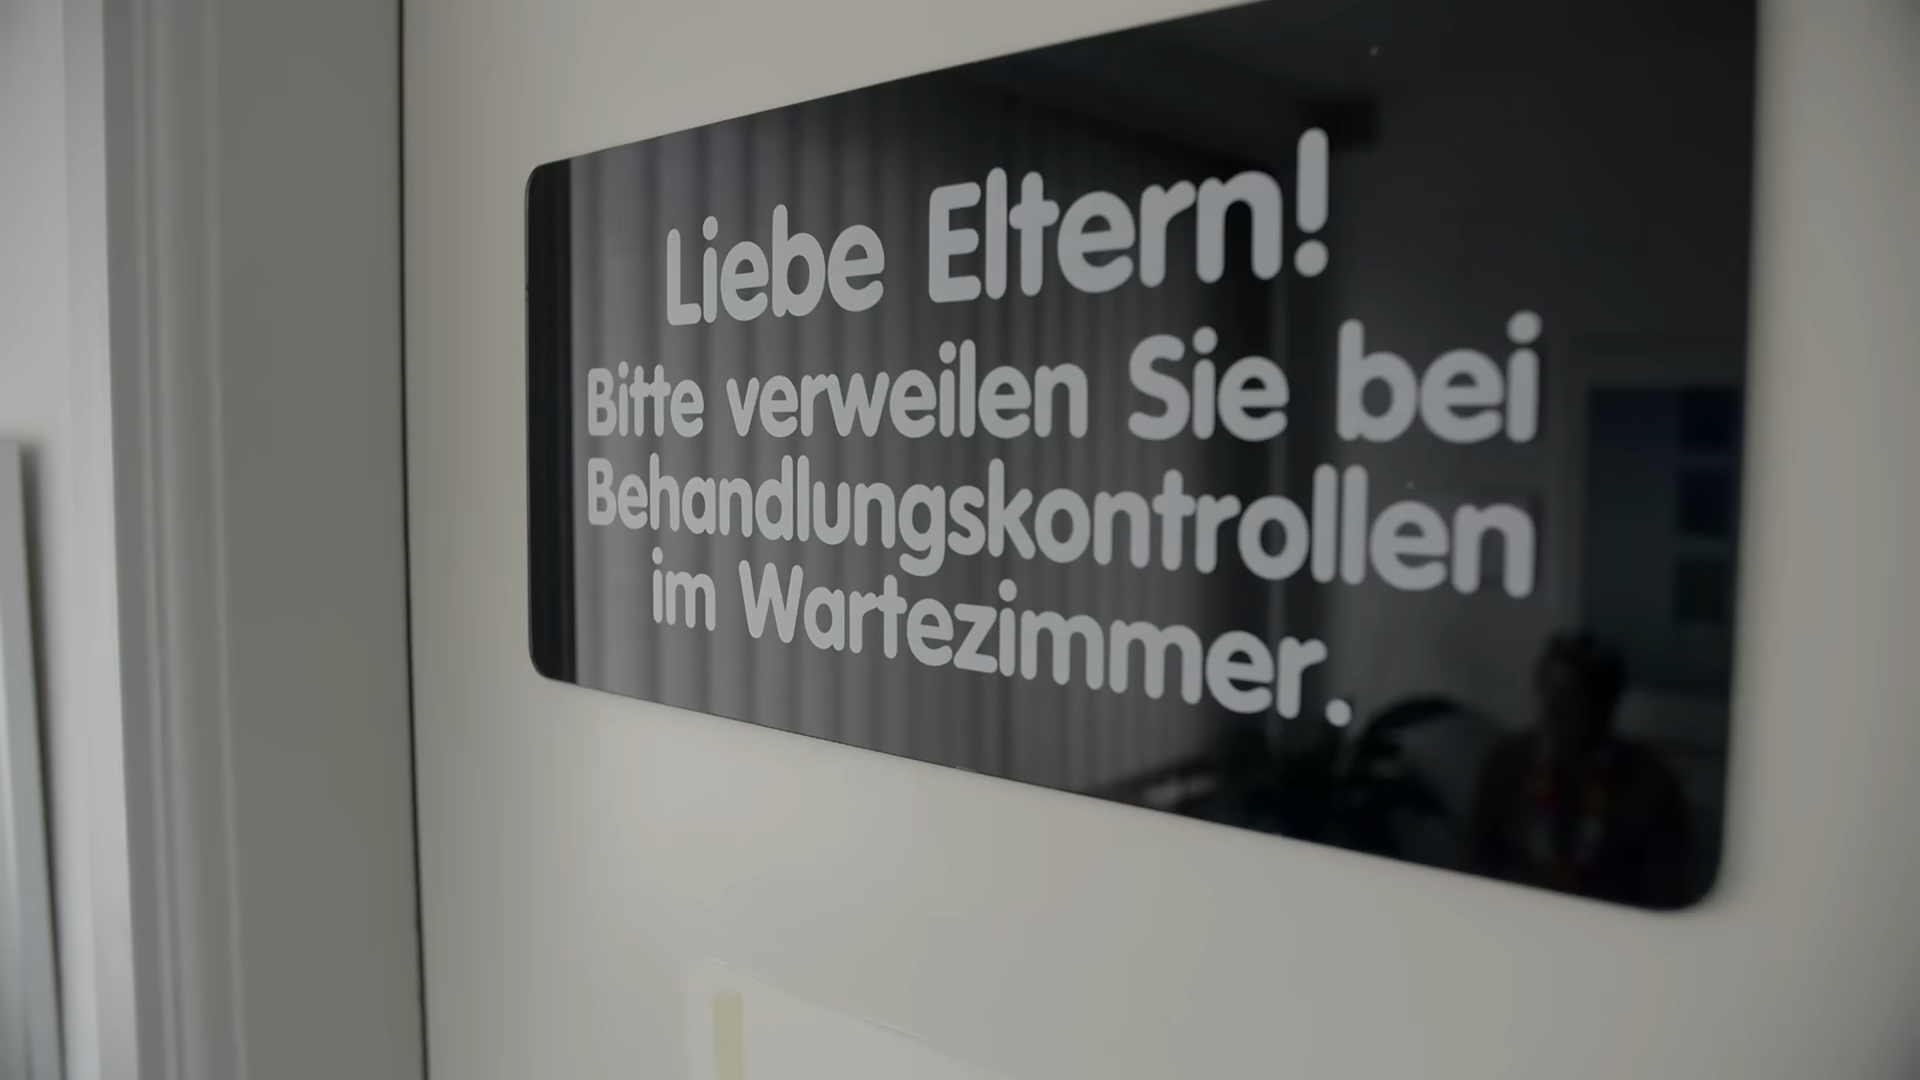 Liebe Eltern!
Bitte verweilen Sie bei
Behandlungskontrollen
im Wartezimmer.